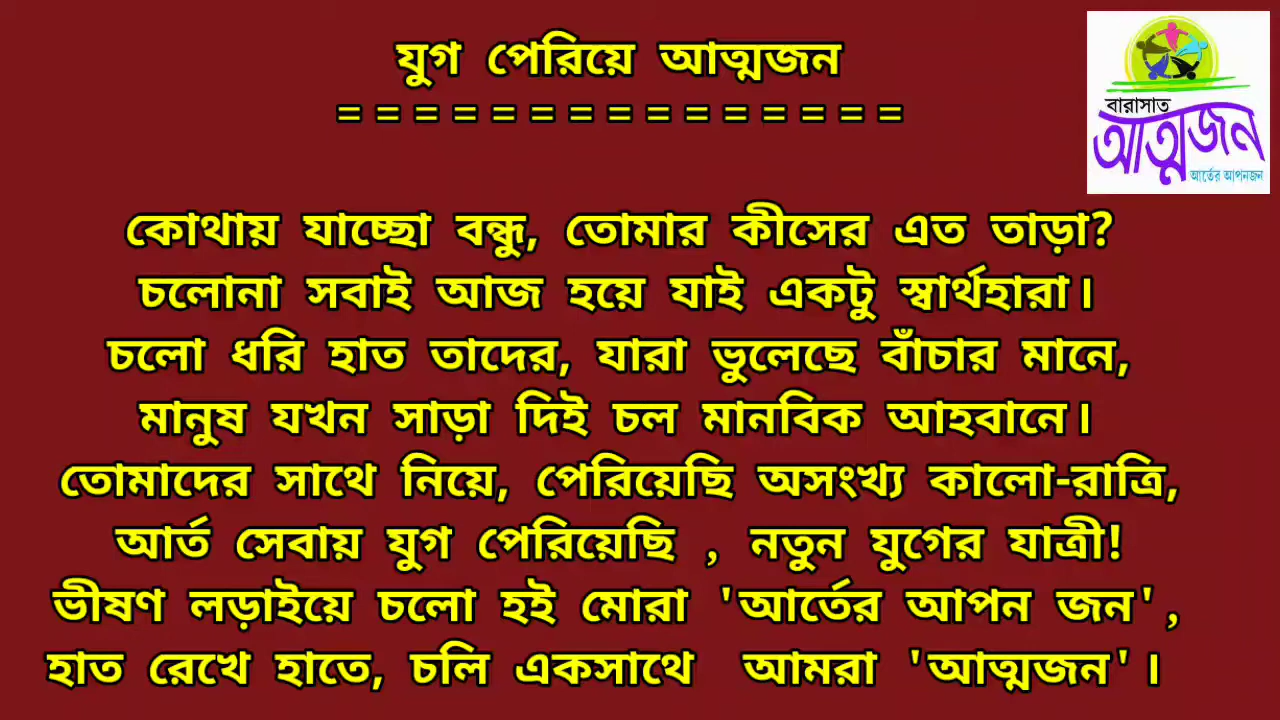 যুগ পেরিয়ে আত্মজন
= = = = = = = = = = = = = = =
বারাসাত
আত্মজন
আর্তের আপনজন
কোথায় যাচ্ছো বন্ধু, তোমার কীসের এত তাড়া?
চলোনা সবাই আজ হয়ে যাই একটু স্বার্থহারা।
চলো ধরি হাত তাদের, যারা ভুলেছে বাঁচার মানে,
মানুষ যখন সাড়া দিই চল মানবিক আহবানে।
তোমাদের সাথে নিয়ে, পেরিয়েছি অসংখ্য কালো-রাত্রি,
আর্ত সেবায় যুগ পেরিয়েছি , নতুন যুগের যাত্রী!
ভীষণ লড়াইয়ে চলো হই মোরা 'আর্তের আপন জন',
হাত রেখে হাতে, চলি একসাথে আমরা 'আত্মজন'।